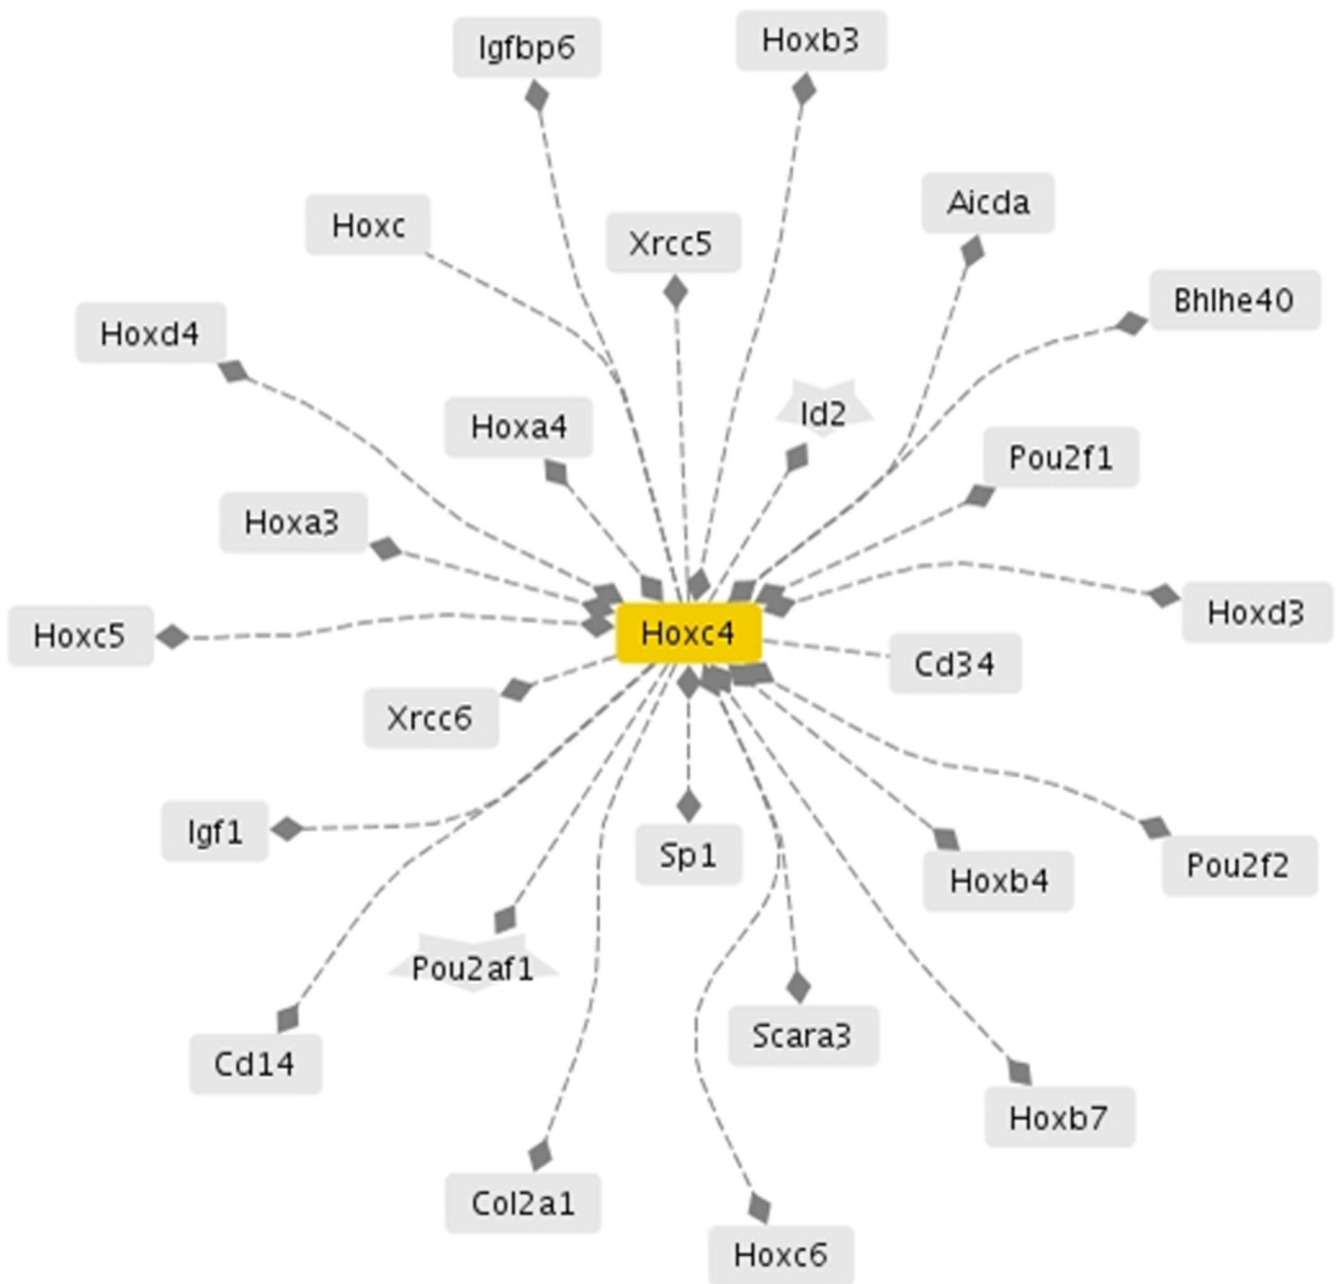 Igfbp6
Hoxb3
Hoxc
Xrcc5
Aicda
Bhlhe40
Hoxd4
Hoxa4
Id2
Pou2f1
Hoxa3
Hoxc5
Hoxc4
Hoxd3
Cd34
Xrcc6
Igf1
Sp1
Hoxb4
Pou2f2
Pou2af1
Cd14
Scara3
Hoxb7
Col2a1
Hoxc6